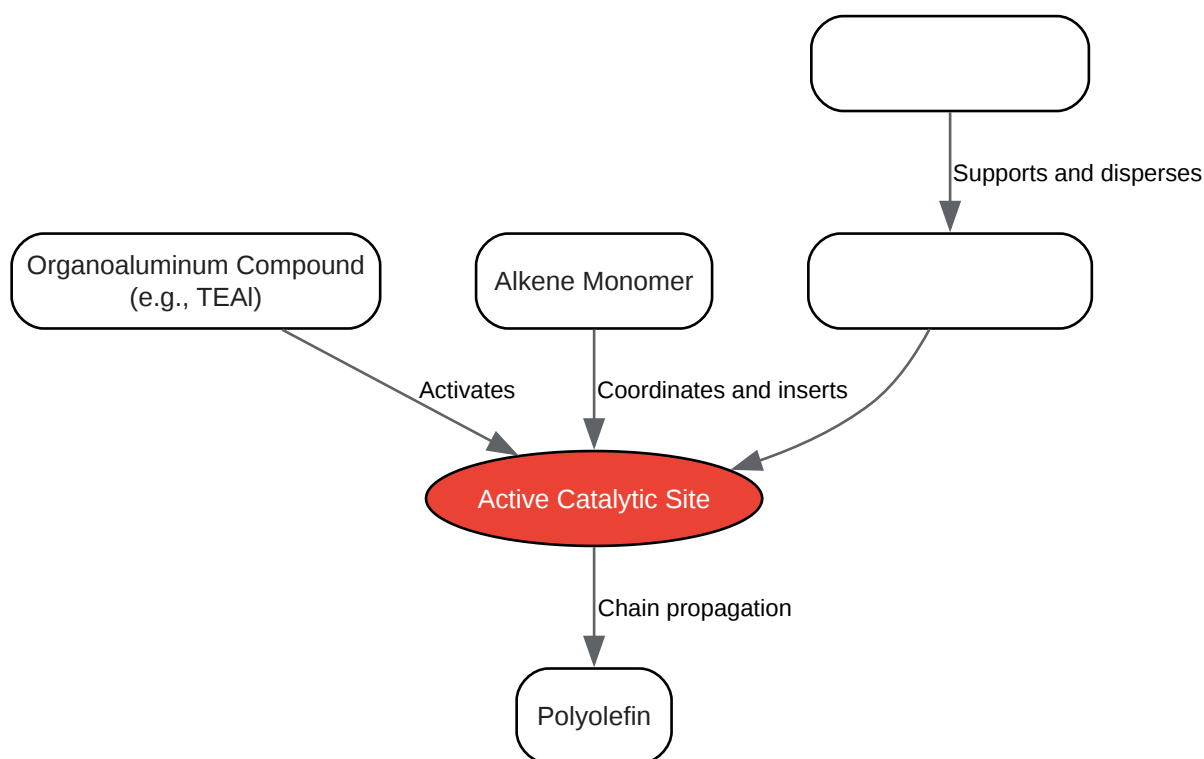 Supports and disperses
Organoaluminum Compound
(e.g., TEAl)
Alkene Monomer
Activates
Coordinates and inserts
Active Catalytic Site
Chain propagation
Polyolefin